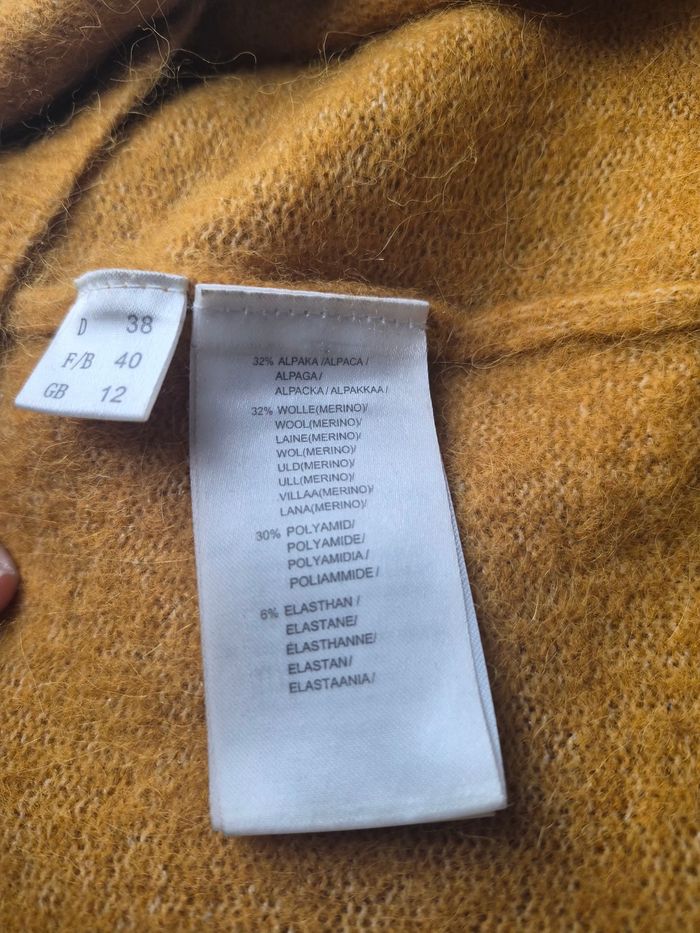 D 38
F/B 40
GB 12
32% ALPAKA /ALPACA /
ALPAGA /
ALPACKA / ALPAKKAA /
32% WOLLE(MERINO)/
WOOL(MERINO)/
LAINE(MERINO)/
WOL(MERINO)/
ULD(MERINO)/
ULL(MERINO)/
VILLAA(MERINO)/
LANA(MERINO)/
30% POLYAMID/
POLYAMIDE/
POLYAMIDIA /
POLIAMMIDE /
6% ELASTHAN /
ELASTANE/
ÉLASTHANNE/
ELASTAN/
ELASTAANIA /